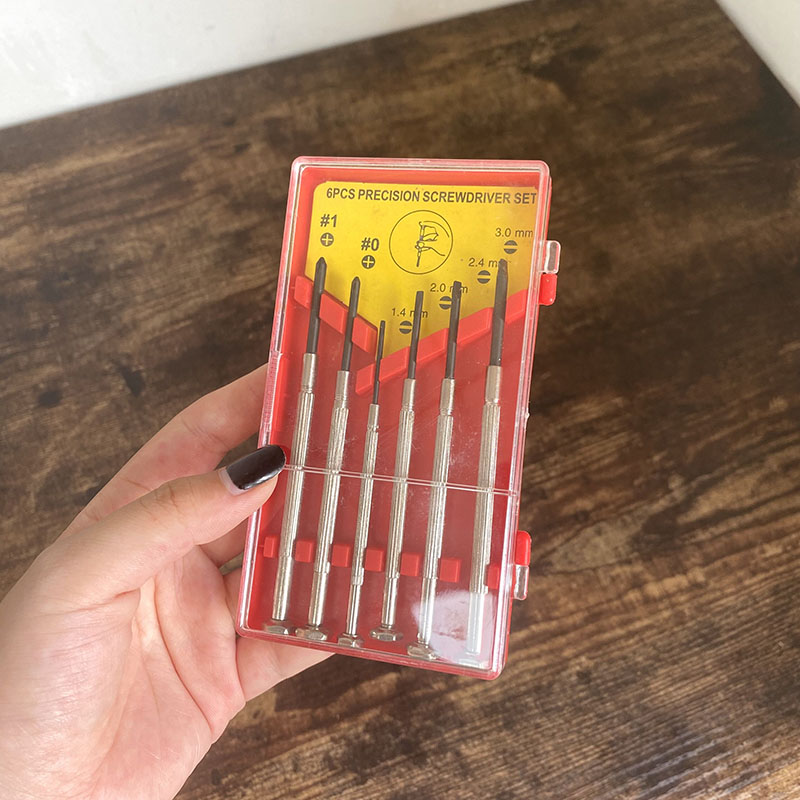 6PCS PRECISION SCREWDRIVER SET
#1
#0
3.0 mm
2.4 mm
2.0 mm
1.4 mm